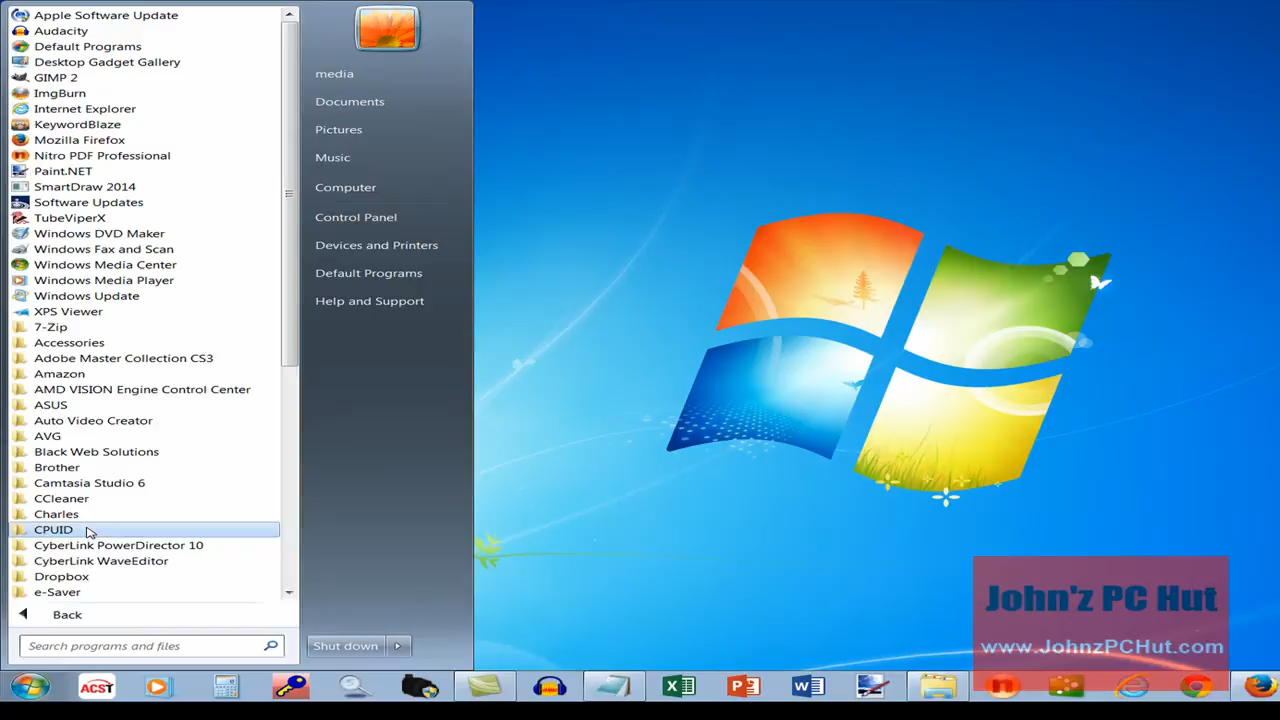 Apple Software Update
Audacity
Default Programs
Desktop Gadget Gallery
GIMP 2
ImgBurn
Internet Explorer
KeywordBlaze
Mozilla Firefox
Nitro PDF Professional
Paint.NET
SmartDraw 2014
Software Updates
TubeViperX
Windows DVD Maker
Windows Fax and Scan
Windows Media Center
Windows Media Player
Windows Update
XPS Viewer
7-Zip
Accessories
Adobe Master Collection CS3
Amazon
AMD VISION Engine Control Center
ASUS
Auto Video Creator
AVG
Black Web Solutions
Brother
Camtasia Studio 6
CCleaner
Charles
CPUID
CyberLink PowerDirector 10
CyberLink WaveEditor
Dropbox
e-Saver
Back
Search programs and files
media
Documents
Pictures
Music
Computer
Control Panel
Devices and Printers
Default Programs
Help and Support
Shut down
John'z PC Hut
www.JohnzPCHut.com
ACST